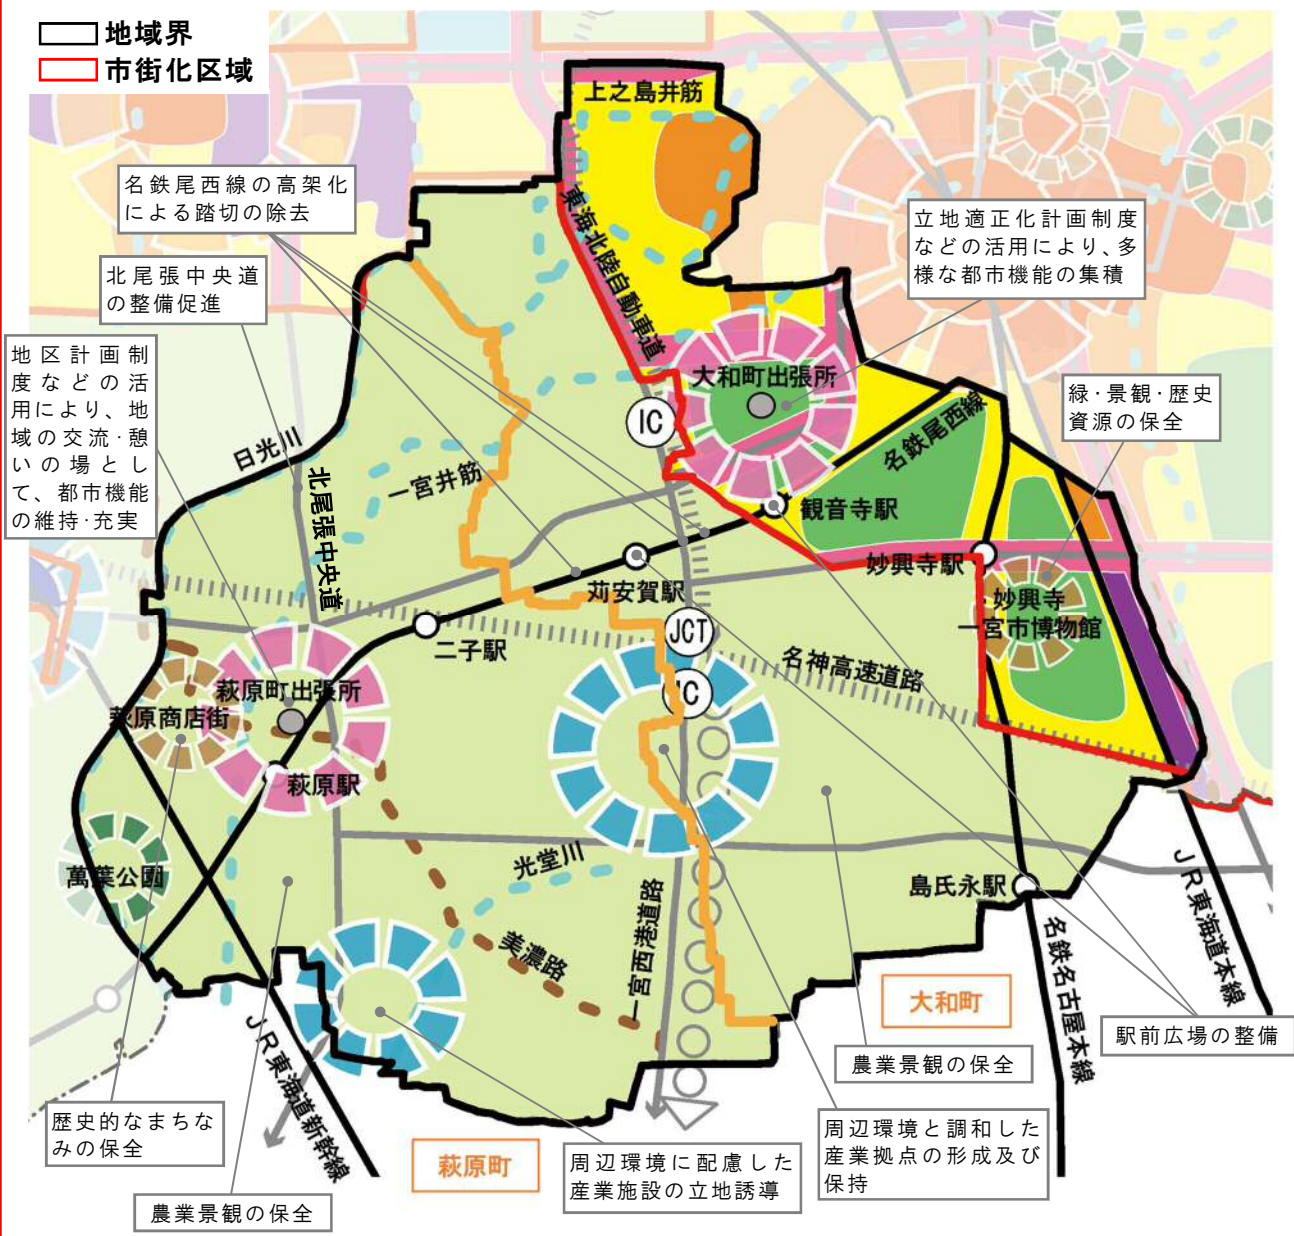 地域界
市街化区域
上之島井筋
名鉄尾西線の高架化
による踏切の除去
東海北陸自動車道
立地適正化計画制度
などの活用により、多
様な都市機能の集積
北尾張中央道
の整備促進
地区計画制
度などの活
用により、地
域の交流・憩
いの場とし
て、都市機能
の維持・充実
大和町出張所
緑・景観・歴史
資源の保全
IC
名鉄尾西線
日光川
一宮井筋
北尾張中央道
観音寺駅
妙興寺駅
苅安賀駅
妙興寺
一宮市博物館
JCT
二子駅
名神高速道路
萩原町出張所
IC
萩原商店街
萩原駅
萬葉公園
光堂川
島氏永駅
JR東海道本線
一宮西港道路
美濃路
名鉄名古屋本線
大和町
JR東海道新幹線
駅前広場の整備
農業景観の保全
歴史的なまちな
みの保全
萩原町
周辺環境に配慮した
産業施設の立地誘導
周辺環境と調和した
産業拠点の形成及び
保持
農業景観の保全